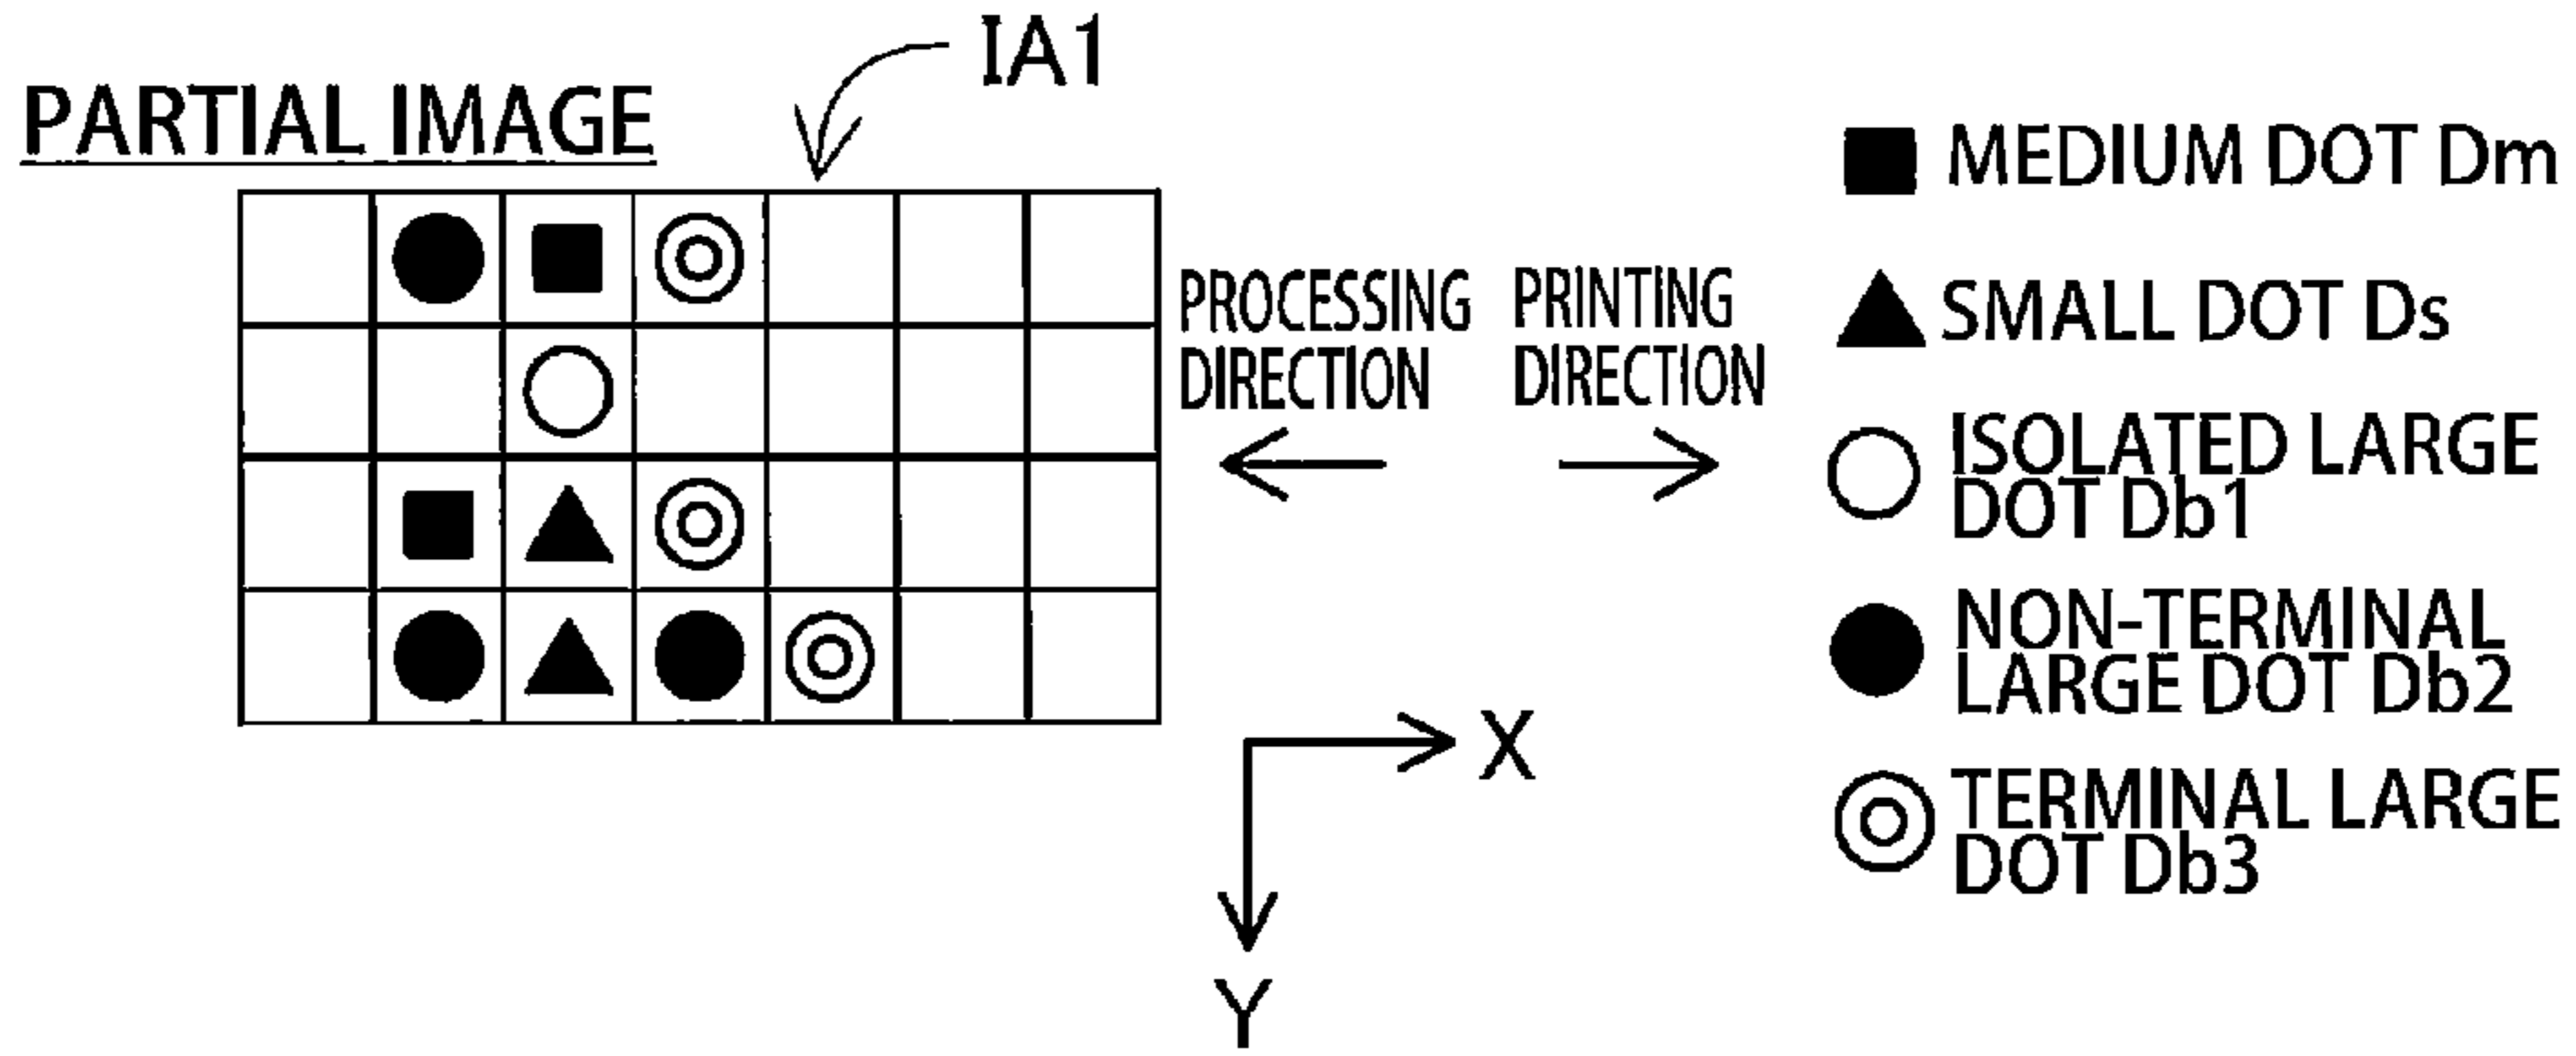 IA1
PARTIAL IMAGE
PROCESSING
DIRECTION
PRINTING
DIRECTION
X
Y
MEDIUM DOT Dm
SMALL DOT Ds
ISOLATED LARGE
DOT Db1
NON-TERMINAL
LARGE DOT Db2
TERMINAL LARGE
DOT Db3